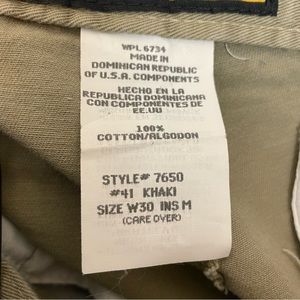 WPL 6734
MADE IN
DOMINICAN REPUBLIC
OF U.S.A. COMPONENTS
HECHO EN LA
REPUBLICA DOMINICANA
CON COMPONENTES DE
EE.UU
100%
COTTON/ALGODON
STYLE# 7650
#41 KHAKI
SIZE W30 INS M
(CARE OVER)